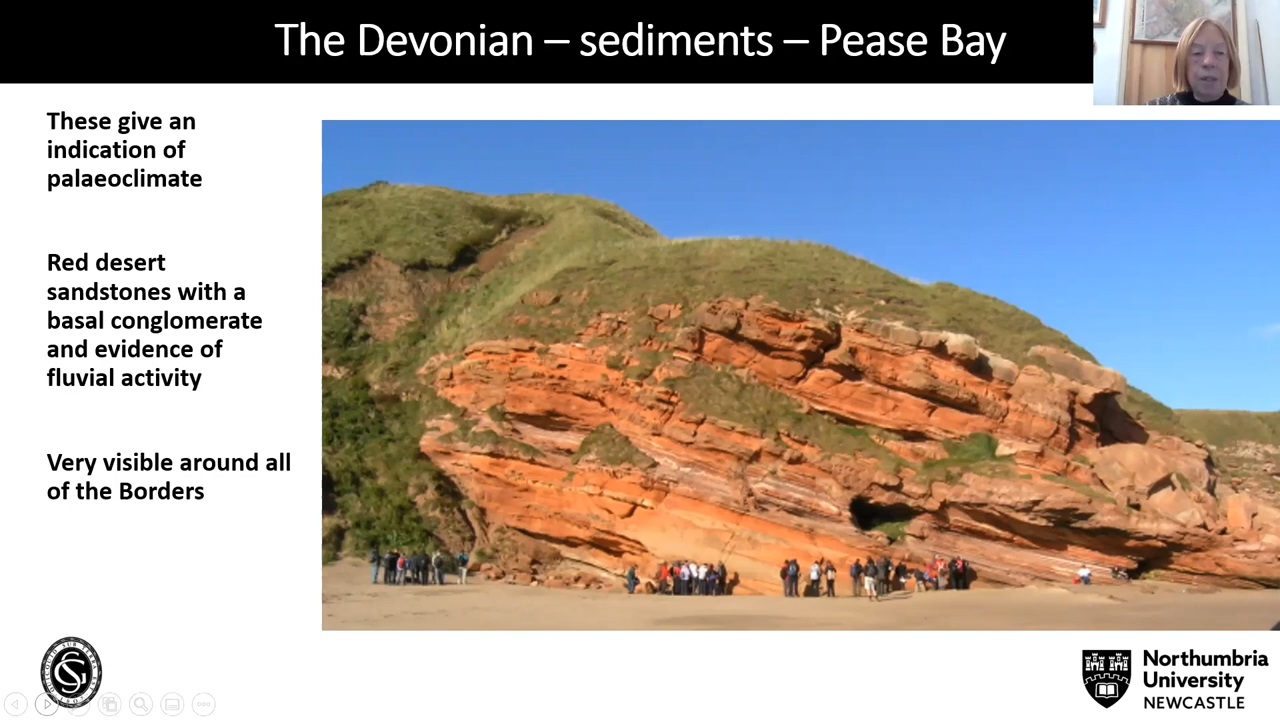 The Devonian – sediments – Pease Bay
These give an
indication of
palaeoclimate
Red desert
sandstones with a
basal conglomerate
and evidence of
fluvial activity
Very visible around all
of the Borders
GS
Northumbria
University
NEWCASTLE